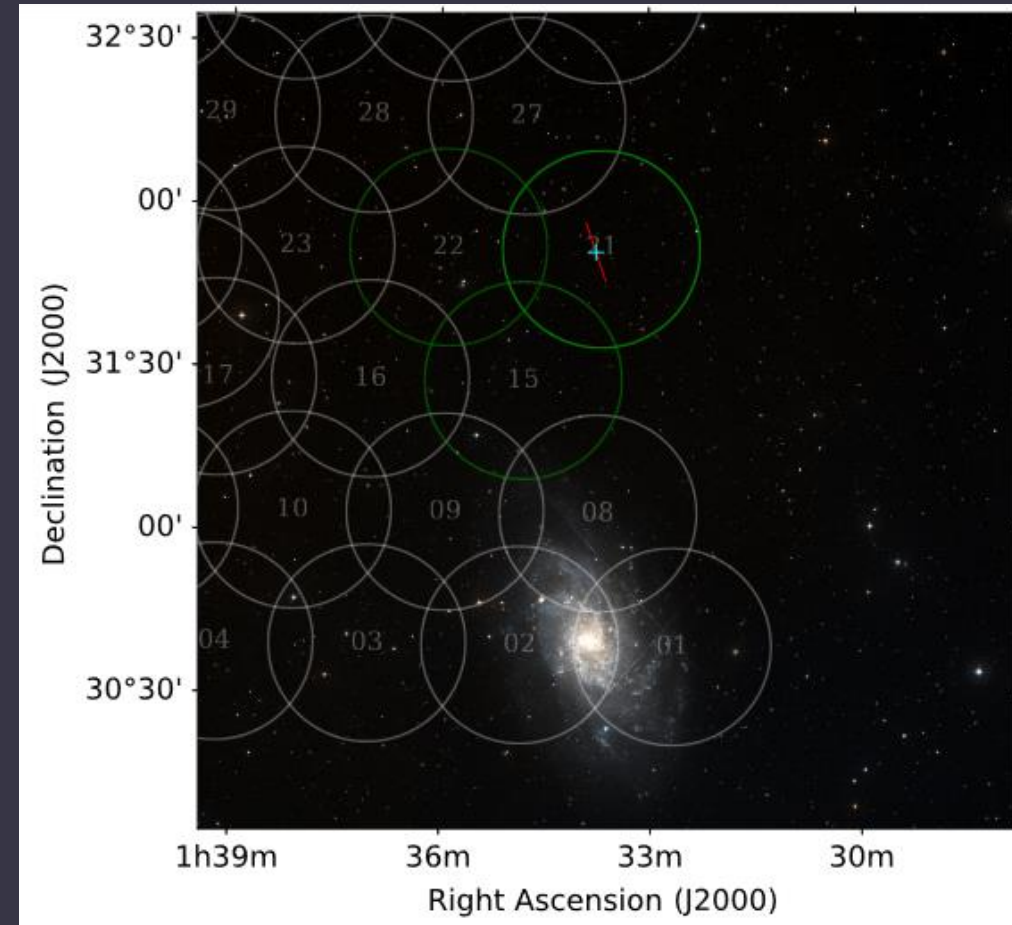 32°30'
29 28 27
00'
23 22 21
31°30'
17 16 15
10 09 08
00'
04 03 02 01
30°30'
1h39m 36m 33m 30m
Right Ascension (J2000)
Declination (J2000)